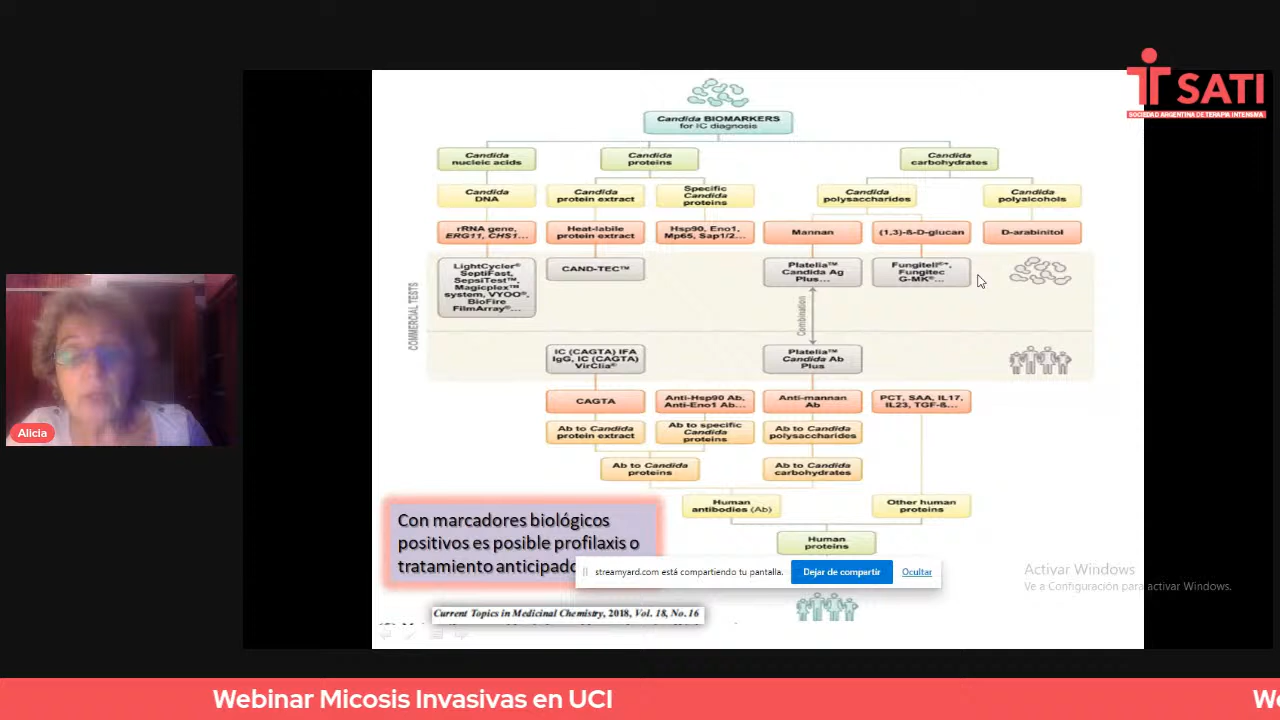 SATI
SOCIEDAD ARGENTINA DE TERAPIA INTENSIVA
Candida BIOMARKERS
for IC diagnosis
Candida
nucleic acids
Candida
proteins
Candida
carbohydrates
Candida
DNA
Candida
protein extract
Specific
Candida
proteins
Candida
polysaccharides
Candida
polyalcohols
rRNA gene,
ERG11, CHS1...
Heat-labile
protein extract
Hsp90, Eno1,
Mp65, Sap1/2...
Mannan
(1,3)-ß-D-glucan
D-arabinitol
COMMERCIAL TESTS
LightCycler®
SeptiFast,
SepsiTest™,
Magicplex™
system, VYOO®,
BioFire
FilmArray®...
CAND-TEC™
Platelia™
Candida Ag
Plus...
Fungitell®*,
Fungitec
G-MK®...
Combination
IC (CAGTA) IFA
IgG, IC (CAGTA)
VirClia®
Platelia™
Candida Ab
Plus
CAGTA
Anti-Hsp90 Ab,
Anti-Eno1 Ab...
Anti-mannan
Ab
PCT, SAA, IL17,
IL23, TGF-ß...
Ab to Candida
protein extract
Ab to specific
Candida
proteins
Ab to Candida
polysaccharides
Ab to Candida
proteins
Ab to Candida
carbohydrates
Human
antibodies (Ab)
Other human
proteins
Human
proteins
Con marcadores biológicos
positivos es posible profilaxis o
tratamiento anticipado
streamyard.com está compartiendo tu pantalla.
Dejar de compartir
Ocultar
Activar Windows
Ve a Configuración para activar Windows.
Current Topics in Medicinal Chemistry, 2018, Vol. 18, No. 16
Alicia
Webinar Micosis Invasivas en UCI
We